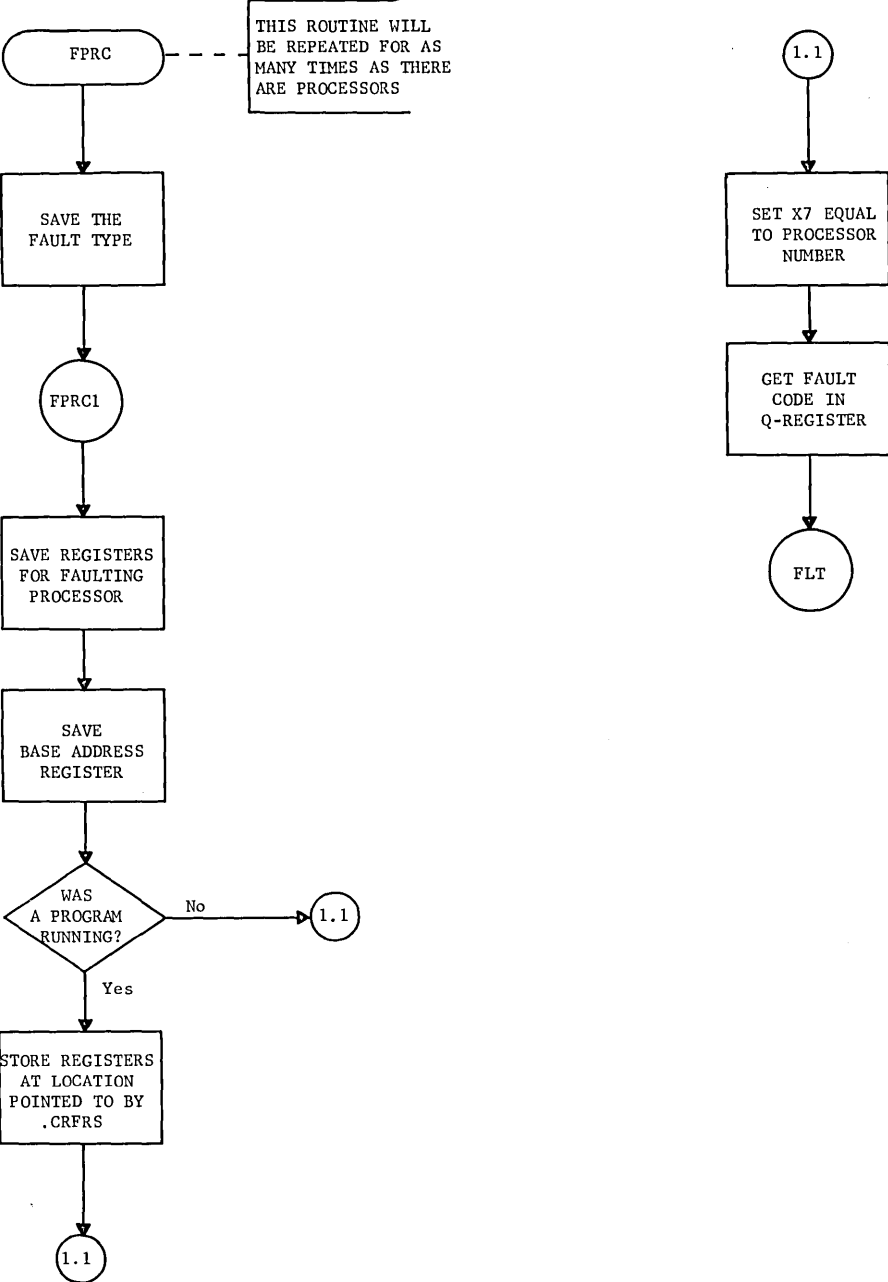 FPRC
THIS ROUTINE WILL
BE REPEATED FOR AS
MANY TIMES AS THERE
ARE PROCESSORS
SAVE THE
FAULT TYPE
FPRC1
SAVE REGISTERS
FOR FAULTING
PROCESSOR
SAVE
BASE ADDRESS
REGISTER
WAS
A PROGRAM
RUNNING?
No
1.1
Yes
STORE REGISTERS
AT LOCATION
POINTED TO BY
.CRFRS
1.1
1.1
SET X7 EQUAL
TO PROCESSOR
NUMBER
GET FAULT
CODE IN
Q-REGISTER
FLT